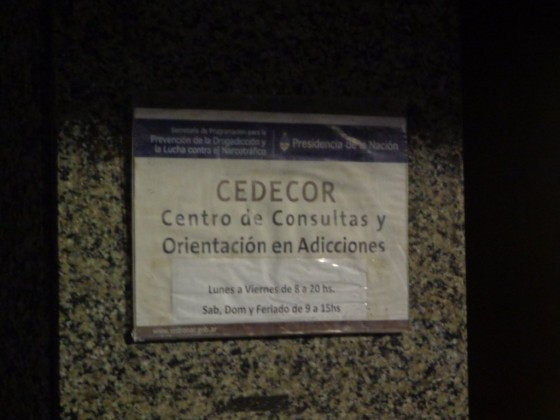 Secretaría de Programación para la
Prevención de la Drogadicción y
la Lucha contra el Narcotráfico
Presidencia de la Nación
CEDECOR
Centro de Consultas y
Orientación en Adicciones
Lunes a Viernes de 8 a 20 hs.
Sab, Dom y Feriado de 9 a 15hs